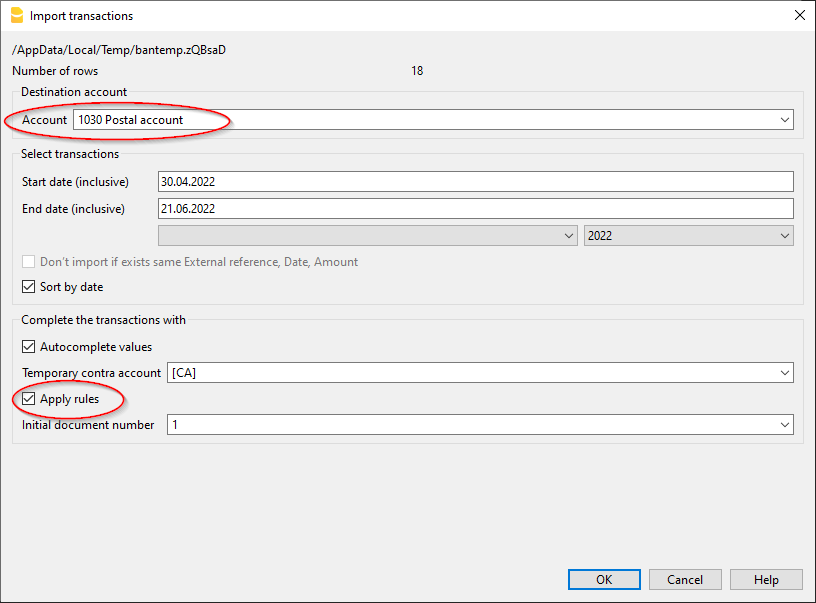 Import transactions
/AppData/Local/Temp/bantemp.zQBsaD
Number of rows 18
Destination account
Account 1030 Postal account
Select transactions
Start date (inclusive) 30.04.2022
End date (inclusive) 21.06.2022
2022
Don't import if exists same External reference, Date, Amount
Sort by date
Complete the transactions with
Autocomplete values
Temporary contra account [CA]
Apply rules
Initial document number 1
OK Cancel Help